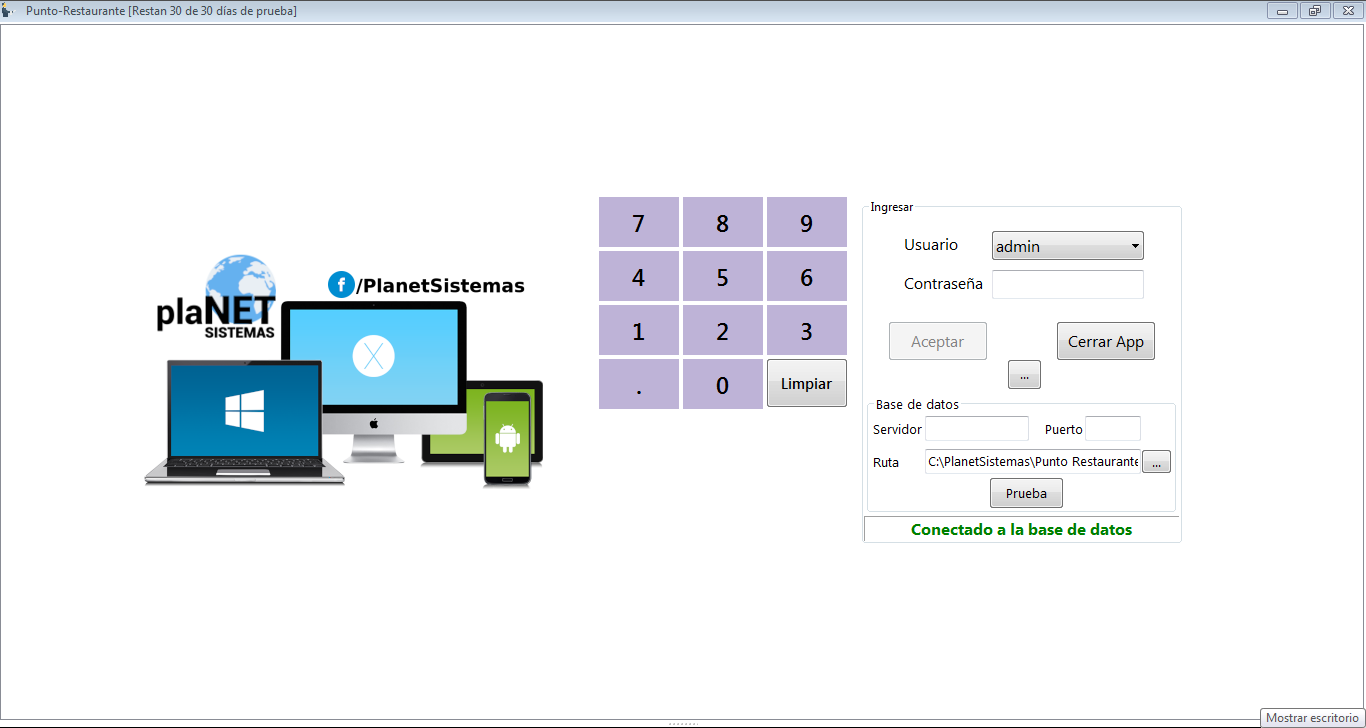 Punto-Restaurante [Restan 30 de 30 días de prueba]
plaNET
SISTEMAS
f/PlanetSistemas
X
7 8 9
4 5 6
1 2 3
. 0 Limpiar
Ingresar
Usuario admin
Contraseña
Aceptar Cerrar App
...
Base de datos
Servidor Puerto
Ruta C:\PlanetSistemas\Punto Restaurante ...
Prueba
Conectado a la base de datos
Mostrar escritorio